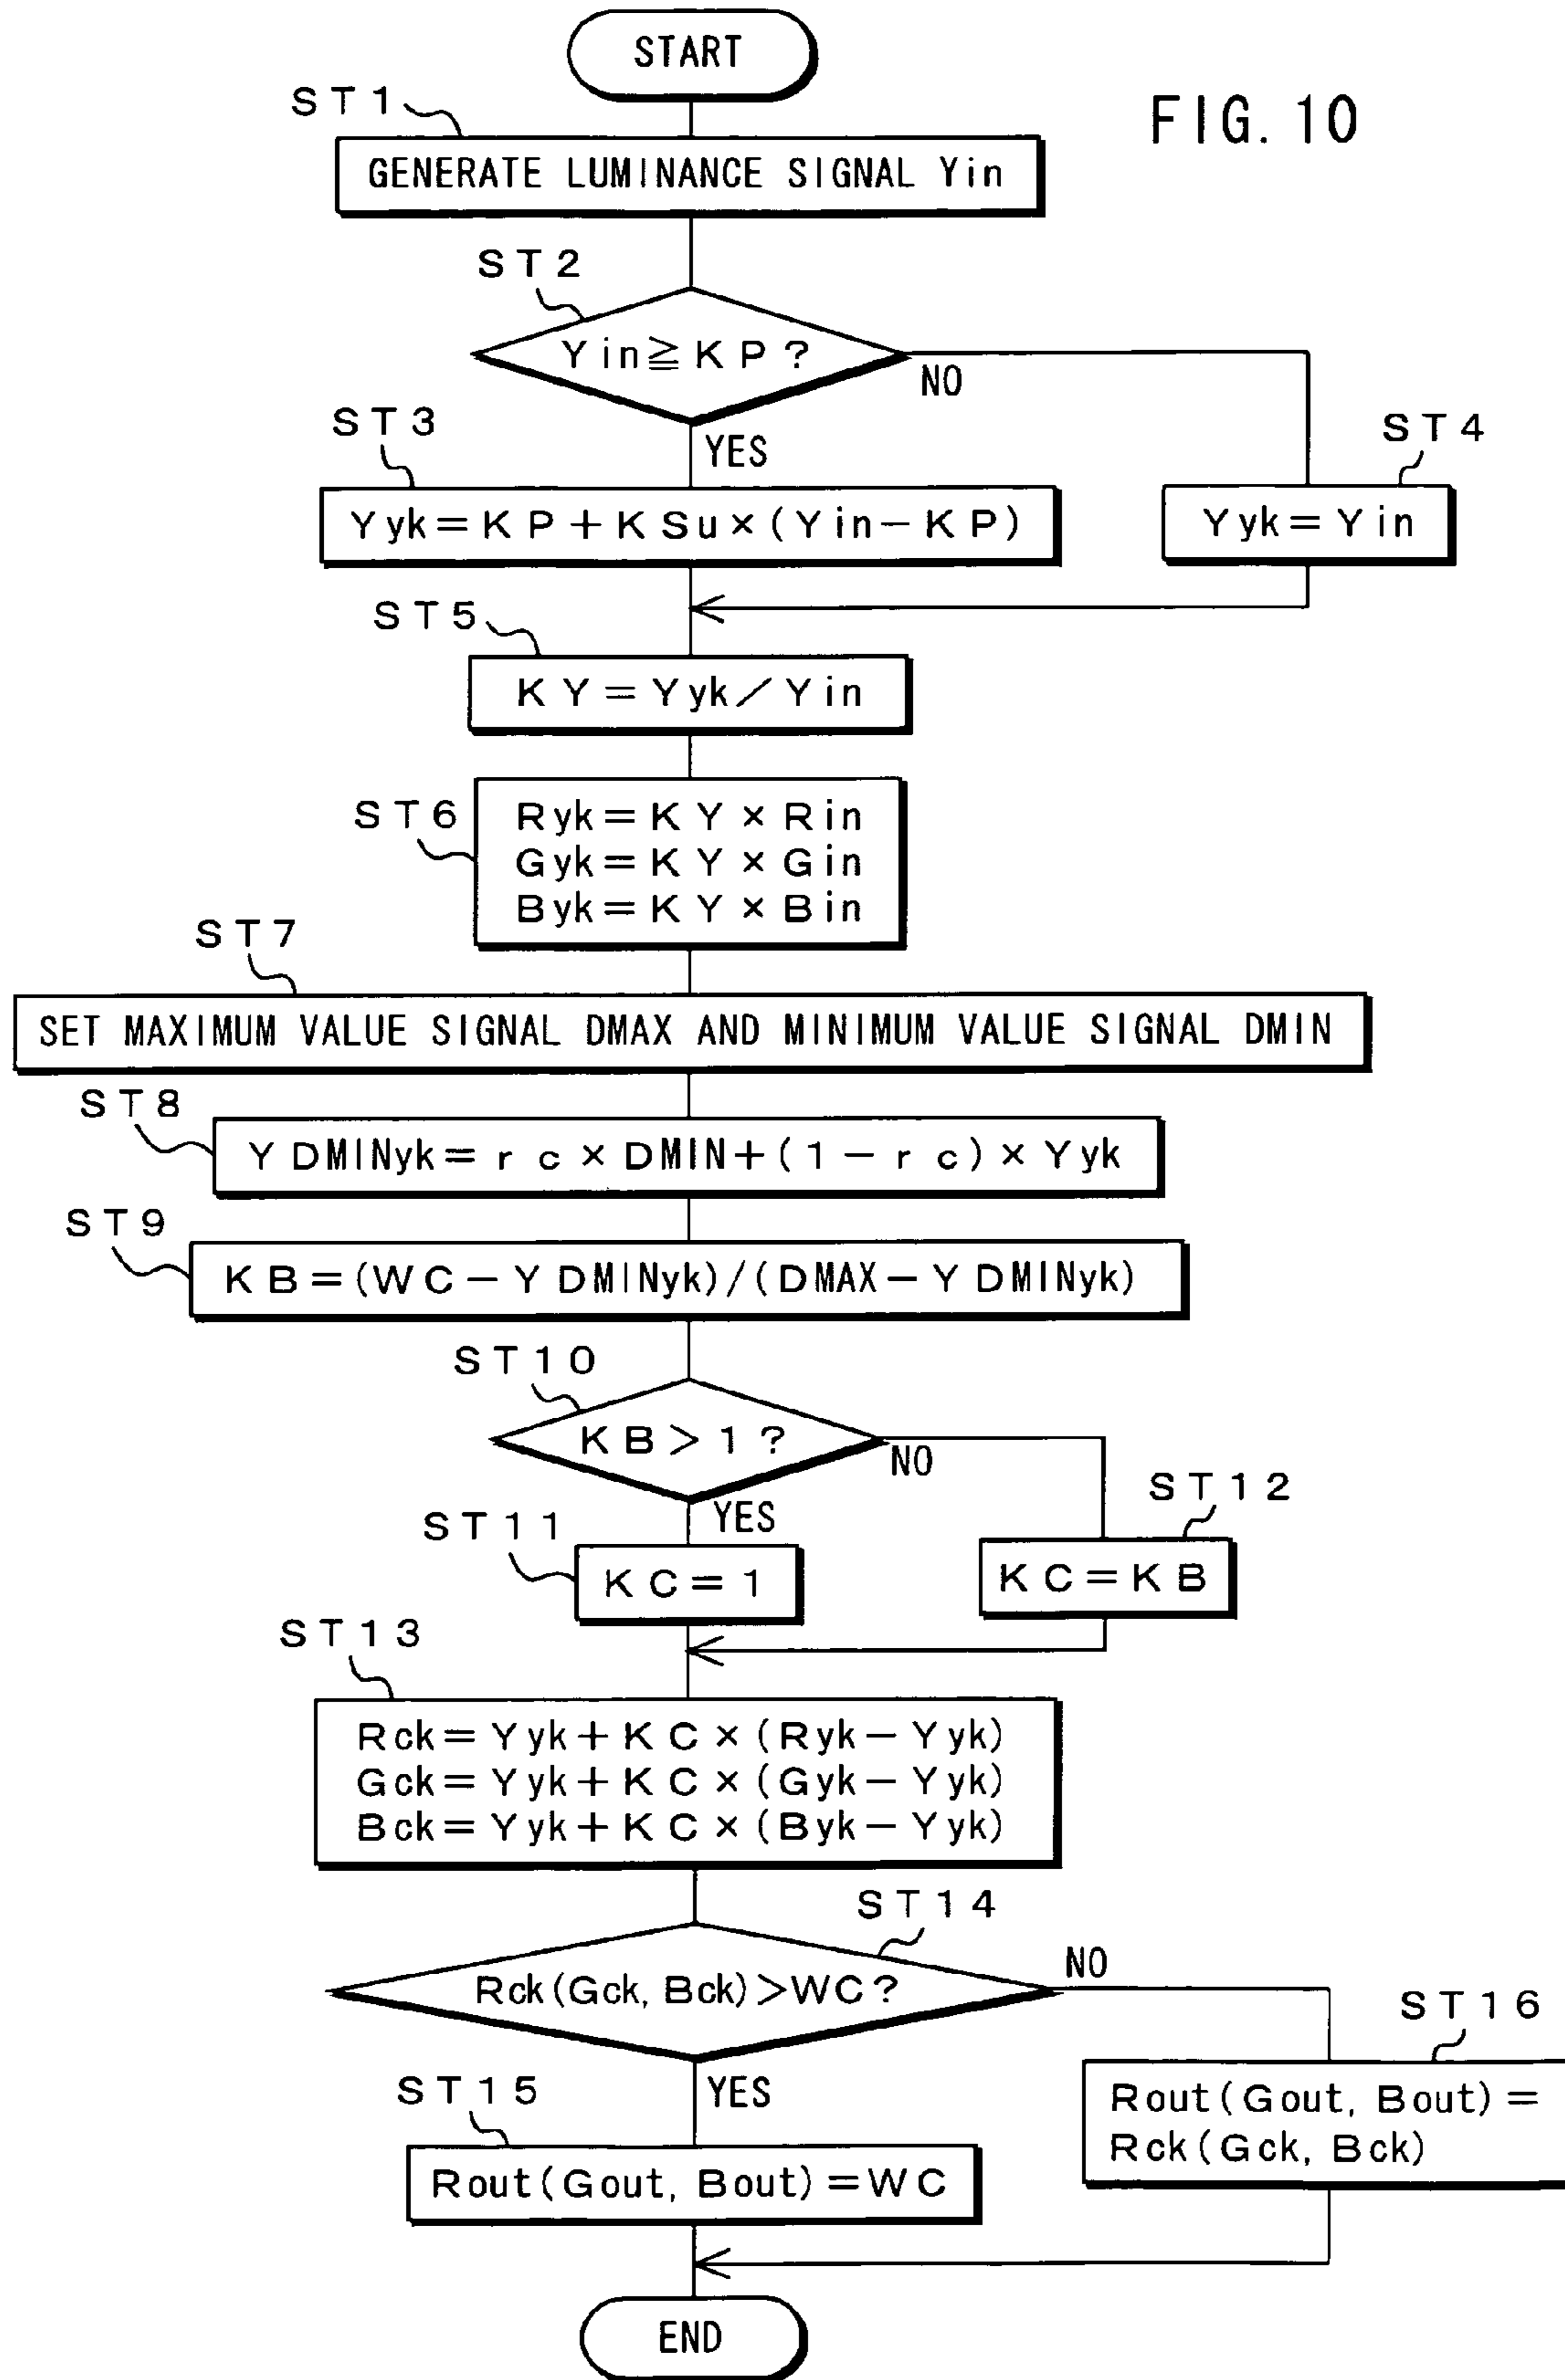 START
FIG. 10
ST1
GENERATE LUMINANCE SIGNAL Yin
ST2
Yin≧KP?
NO
YES
ST3
Yyk=KP+KSu×(Yin−KP)
ST4
Yyk=Yin
ST5
KY=Yyk/Yin
ST6
Ryk=KY×Rin
Gyk=KY×Gin
Byk=KY×Bin
ST7
SET MAXIMUM VALUE SIGNAL DMAX AND MINIMUM VALUE SIGNAL DMIN
ST8
YDMINyk=rc×DMIN+(1−rc)×Yyk
ST9
KB=(WC−YDMINyk)/(DMAX−YDMINyk)
ST10
KB>1?
NO
YES
ST11
KC=1
ST12
KC=KB
ST13
Rck=Yyk+KC×(Ryk−Yyk)
Gck=Yyk+KC×(Gyk−Yyk)
Bck=Yyk+KC×(Byk−Yyk)
ST14
Rck(Gck, Bck)>WC?
NO
YES
ST15
Rout(Gout, Bout)=WC
ST16
Rout(Gout, Bout)=
Rck(Gck, Bck)
END